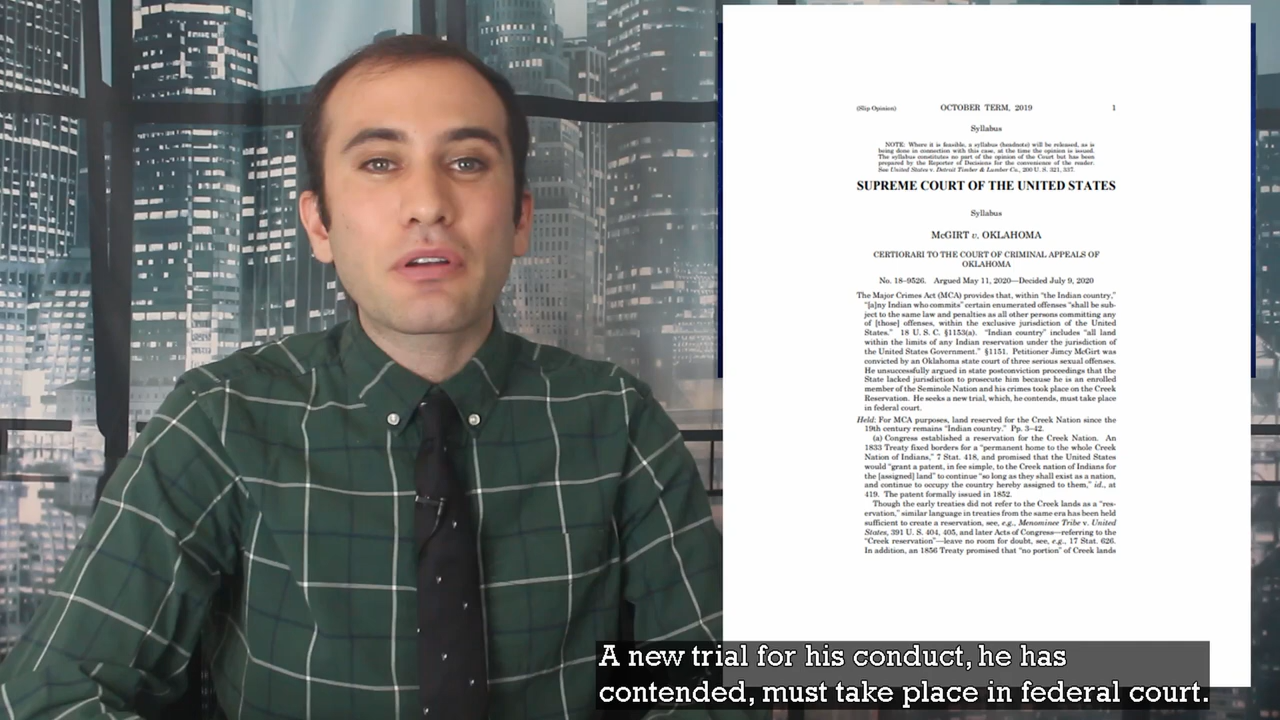 (Slip Opinion) OCTOBER TERM, 2019 1
Syllabus
NOTE: Where it is feasible, a syllabus (headnote) will be released, as is
being done in connection with this case, at the time the opinion is issued.
The syllabus constitutes no part of the opinion of the Court but has been
prepared by the Reporter of Decisions for the convenience of the reader.
See United States v. Detroit Timber & Lumber Co., 200 U. S. 321, 337.
SUPREME COURT OF THE UNITED STATES
Syllabus
McGIRT v. OKLAHOMA
CERTIORARI TO THE COURT OF CRIMINAL APPEALS OF
OKLAHOMA
No. 18–9526. Argued May 11, 2020—Decided July 9, 2020
The Major Crimes Act (MCA) provides that, within “the Indian country,”
“[a]ny Indian who commits” certain enumerated offenses “shall be sub-
ject to the same law and penalties as all other persons committing any
of [those] offenses, within the exclusive jurisdiction of the United
States.” 18 U. S. C. §1153(a). “Indian country” includes “all land
within the limits of any Indian reservation under the jurisdiction of
the United States Government.” §1151. Petitioner Jimcy McGirt was
convicted by an Oklahoma state court of three serious sexual offenses.
He unsuccessfully argued in state postconviction proceedings that the
State lacked jurisdiction to prosecute him because he is an enrolled
member of the Seminole Nation and his crimes took place on the Creek
Reservation. He seeks a new trial, which, he contends, must take place
in federal court.
Held: For MCA purposes, land reserved for the Creek Nation since the
19th century remains “Indian country.” Pp. 3–42.
(a) Congress established a reservation for the Creek Nation. An
1833 Treaty fixed borders for a “permanent home to the whole Creek
Nation of Indians,” 7 Stat. 418, and promised that the United States
would “grant a patent, in fee simple, to the Creek nation of Indians for
the [assigned] land” to continue “so long as they shall exist as a nation,
and continue to occupy the country hereby assigned to them,” id., at
419. The patent formally issued in 1852.
Though the early treaties did not refer to the Creek lands as a “res-
ervation,” similar language in treaties from the same era has been held
sufficient to create a reservation, see, e.g., Menominee Tribe v. United
States, 391 U. S. 404, 405, and later Acts of Congress—referring to the
“Creek reservation”—leave no room for doubt, see, e.g., 17 Stat. 626.
In addition, an 1856 Treaty promised that “no portion” of Creek lands
A new trial for his conduct, he has
contended, must take place in federal court.